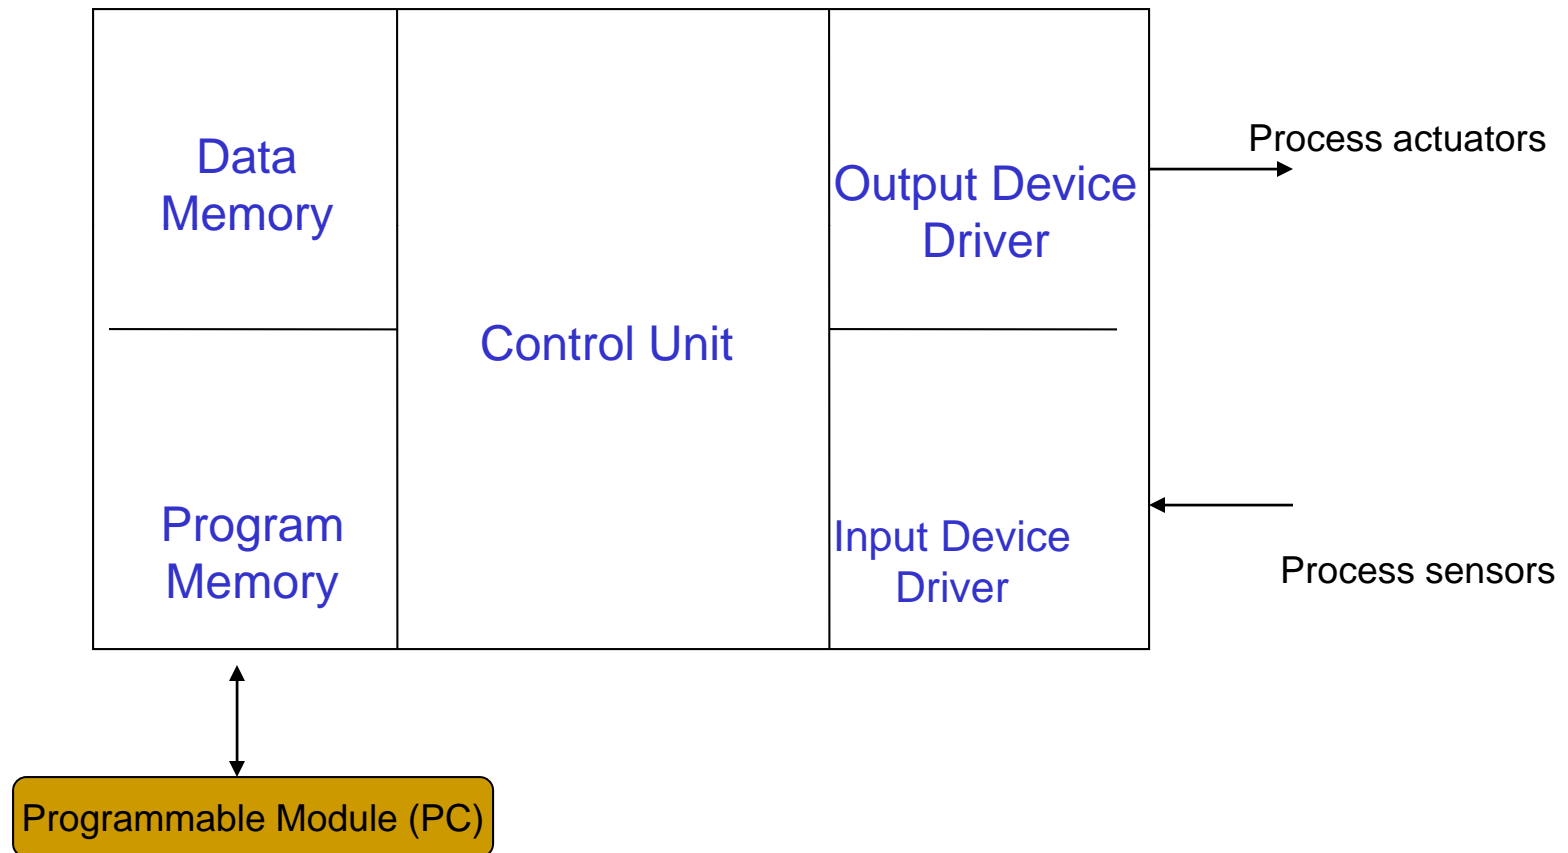 Data
Memory
Program
Memory
Control Unit
Output Device
Driver
Input Device
Driver
Process actuators
Process sensors
Programmable Module (PC)